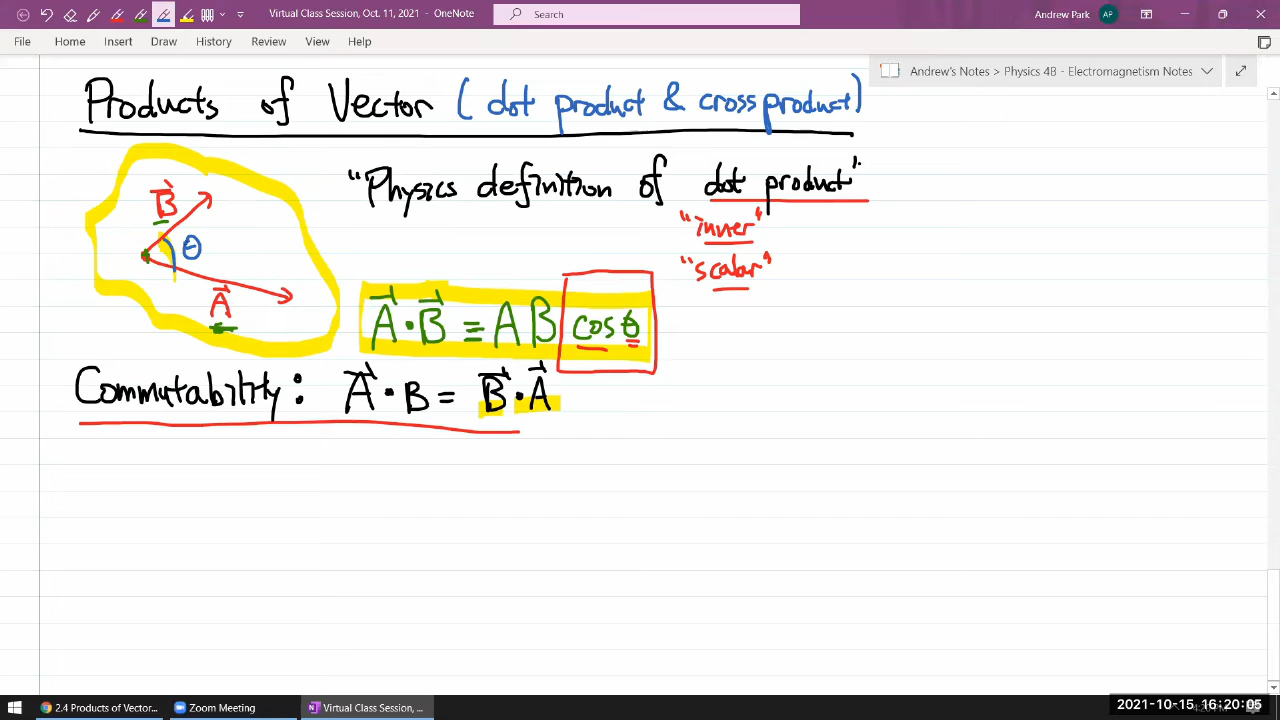 Virtual Class Session, Oct. 11, 2021 - OneNote
Search
Andrew Park
AP
File Home Insert Draw History Review View Help
Andrew's Notes > Physics 4B - Electromagnetism Notes
Products of Vector (dot product & cross product)
"Physics definition of dot product"
"inner"
"scalar"
B⃗
θ
A⃗
A⃗ · B⃗ ≡ A B cos θ
Commutability: A⃗ · B = B⃗ · A⃗
2.4 Products of Vector...
Zoom Meeting
Virtual Class Session, ...
2021-10-15 16:20:05